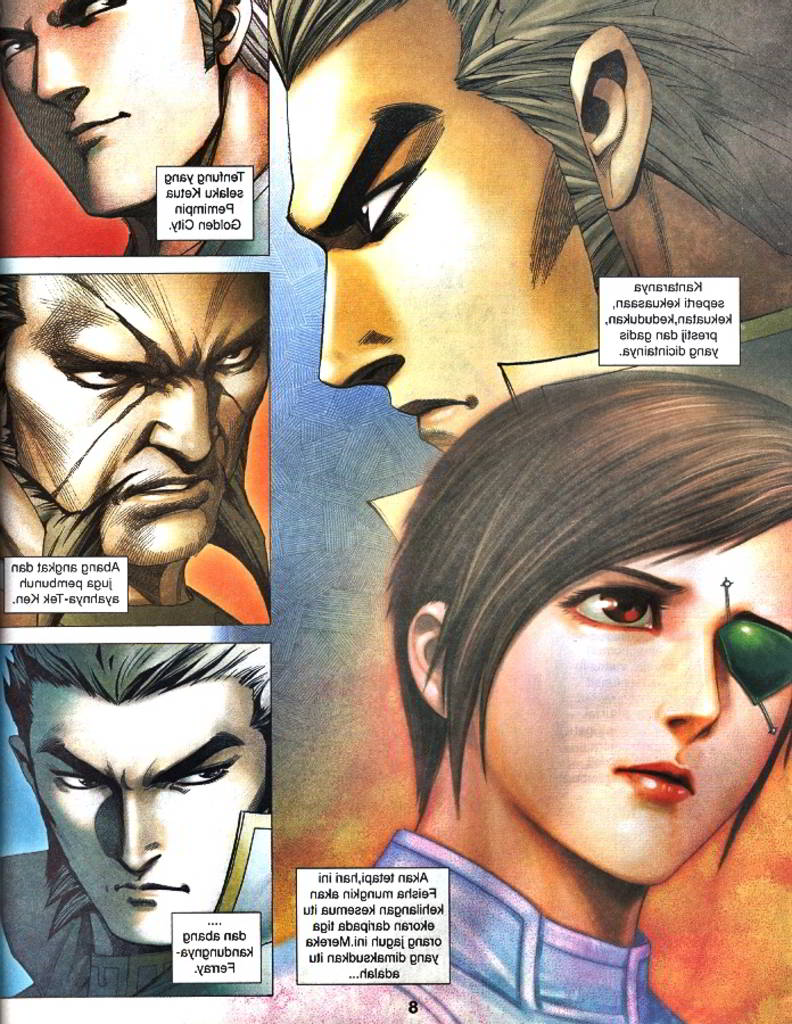 Kantaranya
seperti kekuasaan,
kekuatan,kedudukan,
prestij dan gadis
yang dicintainya.
Akan tetapi,hari ini
Feisha mungkin akan
kehilangan kesemua itu
ekoran daripada tiga
orang jaguh ini.Mereka
yang dimaksudkan itu
adalah...
Tenfung yang
selaku Ketua
Pemimpin
Golden City.
Abang angkat dan
juga pembunuh
ayahnya-Tek Ken.
....
dan abang
kandungnya-
Ferray.
8